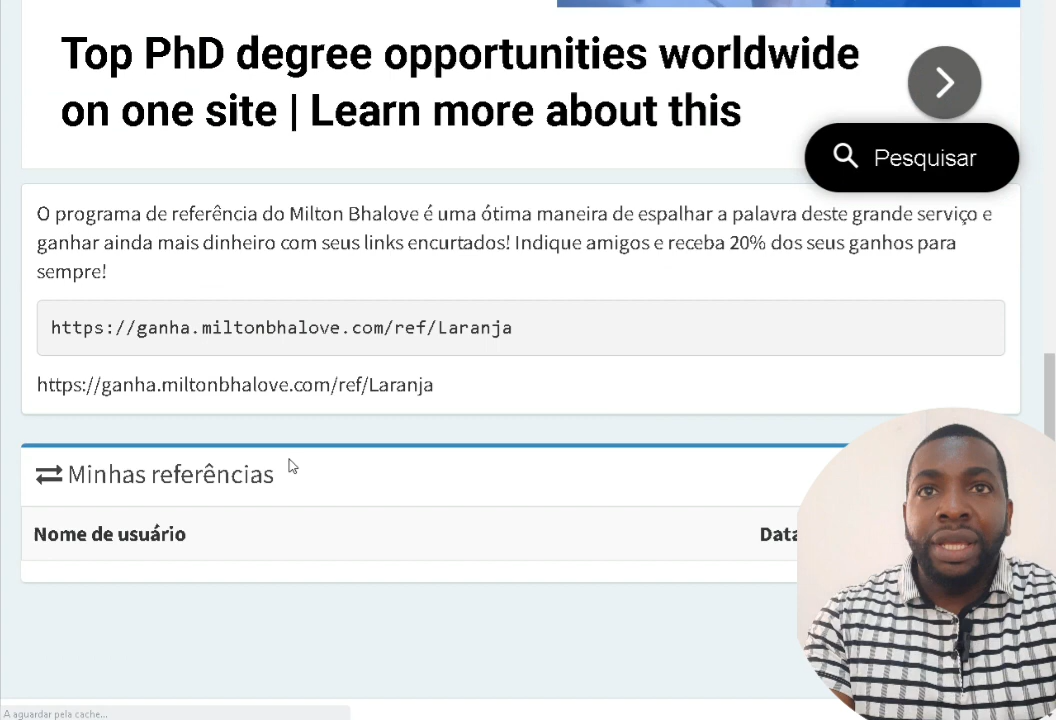 Top PhD degree opportunities worldwide
on one site | Learn more about this
Pesquisar
O programa de referência do Milton Bhalove é uma ótima maneira de espalhar a palavra deste grande serviço e
ganhar ainda mais dinheiro com seus links encurtados! Indique amigos e receba 20% dos seus ganhos para
sempre!
https://ganha.miltonbhalove.com/ref/Laranja
https://ganha.miltonbhalove.com/ref/Laranja
Minhas referências
Nome de usuário
Data
A aguardar pela cache...